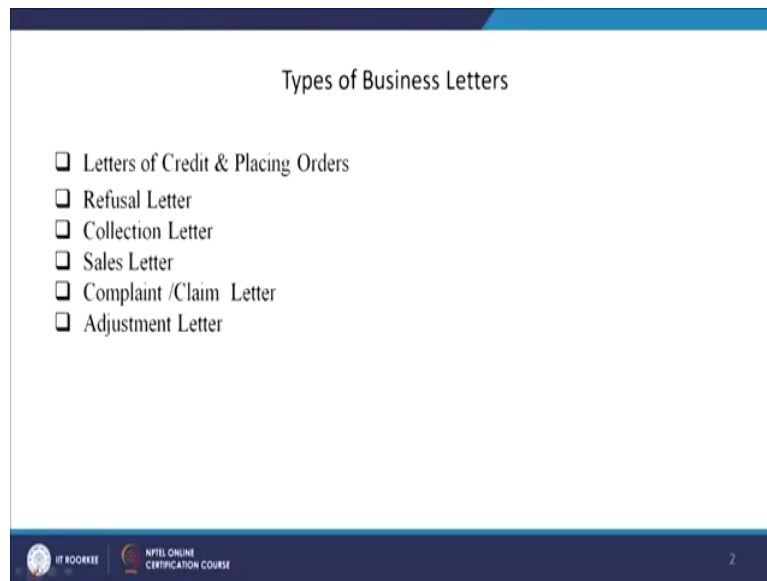 Types of Business Letters
Letters of Credit & Placing Orders
Refusal Letter
Collection Letter
Sales Letter
Complaint /Claim Letter
Adjustment Letter
IIT ROORKEE
NPTEL ONLINE
CERTIFICATION COURSE
2